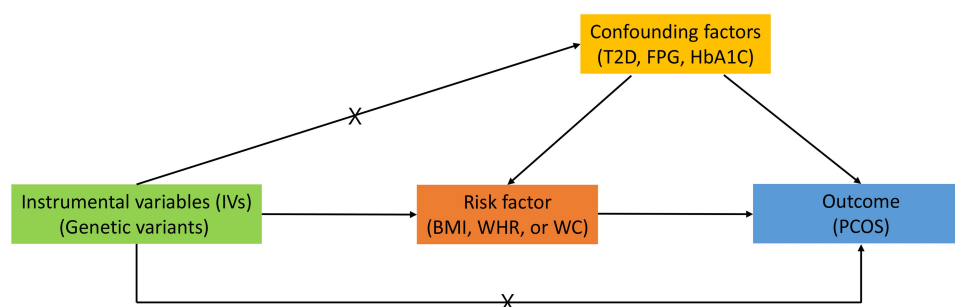 Confounding factors
(T2D, FPG, HbA1C)
X
Instrumental variables (IVs)
(Genetic variants)
Risk factor
(BMI, WHR, or WC)
Outcome
(PCOS)
X